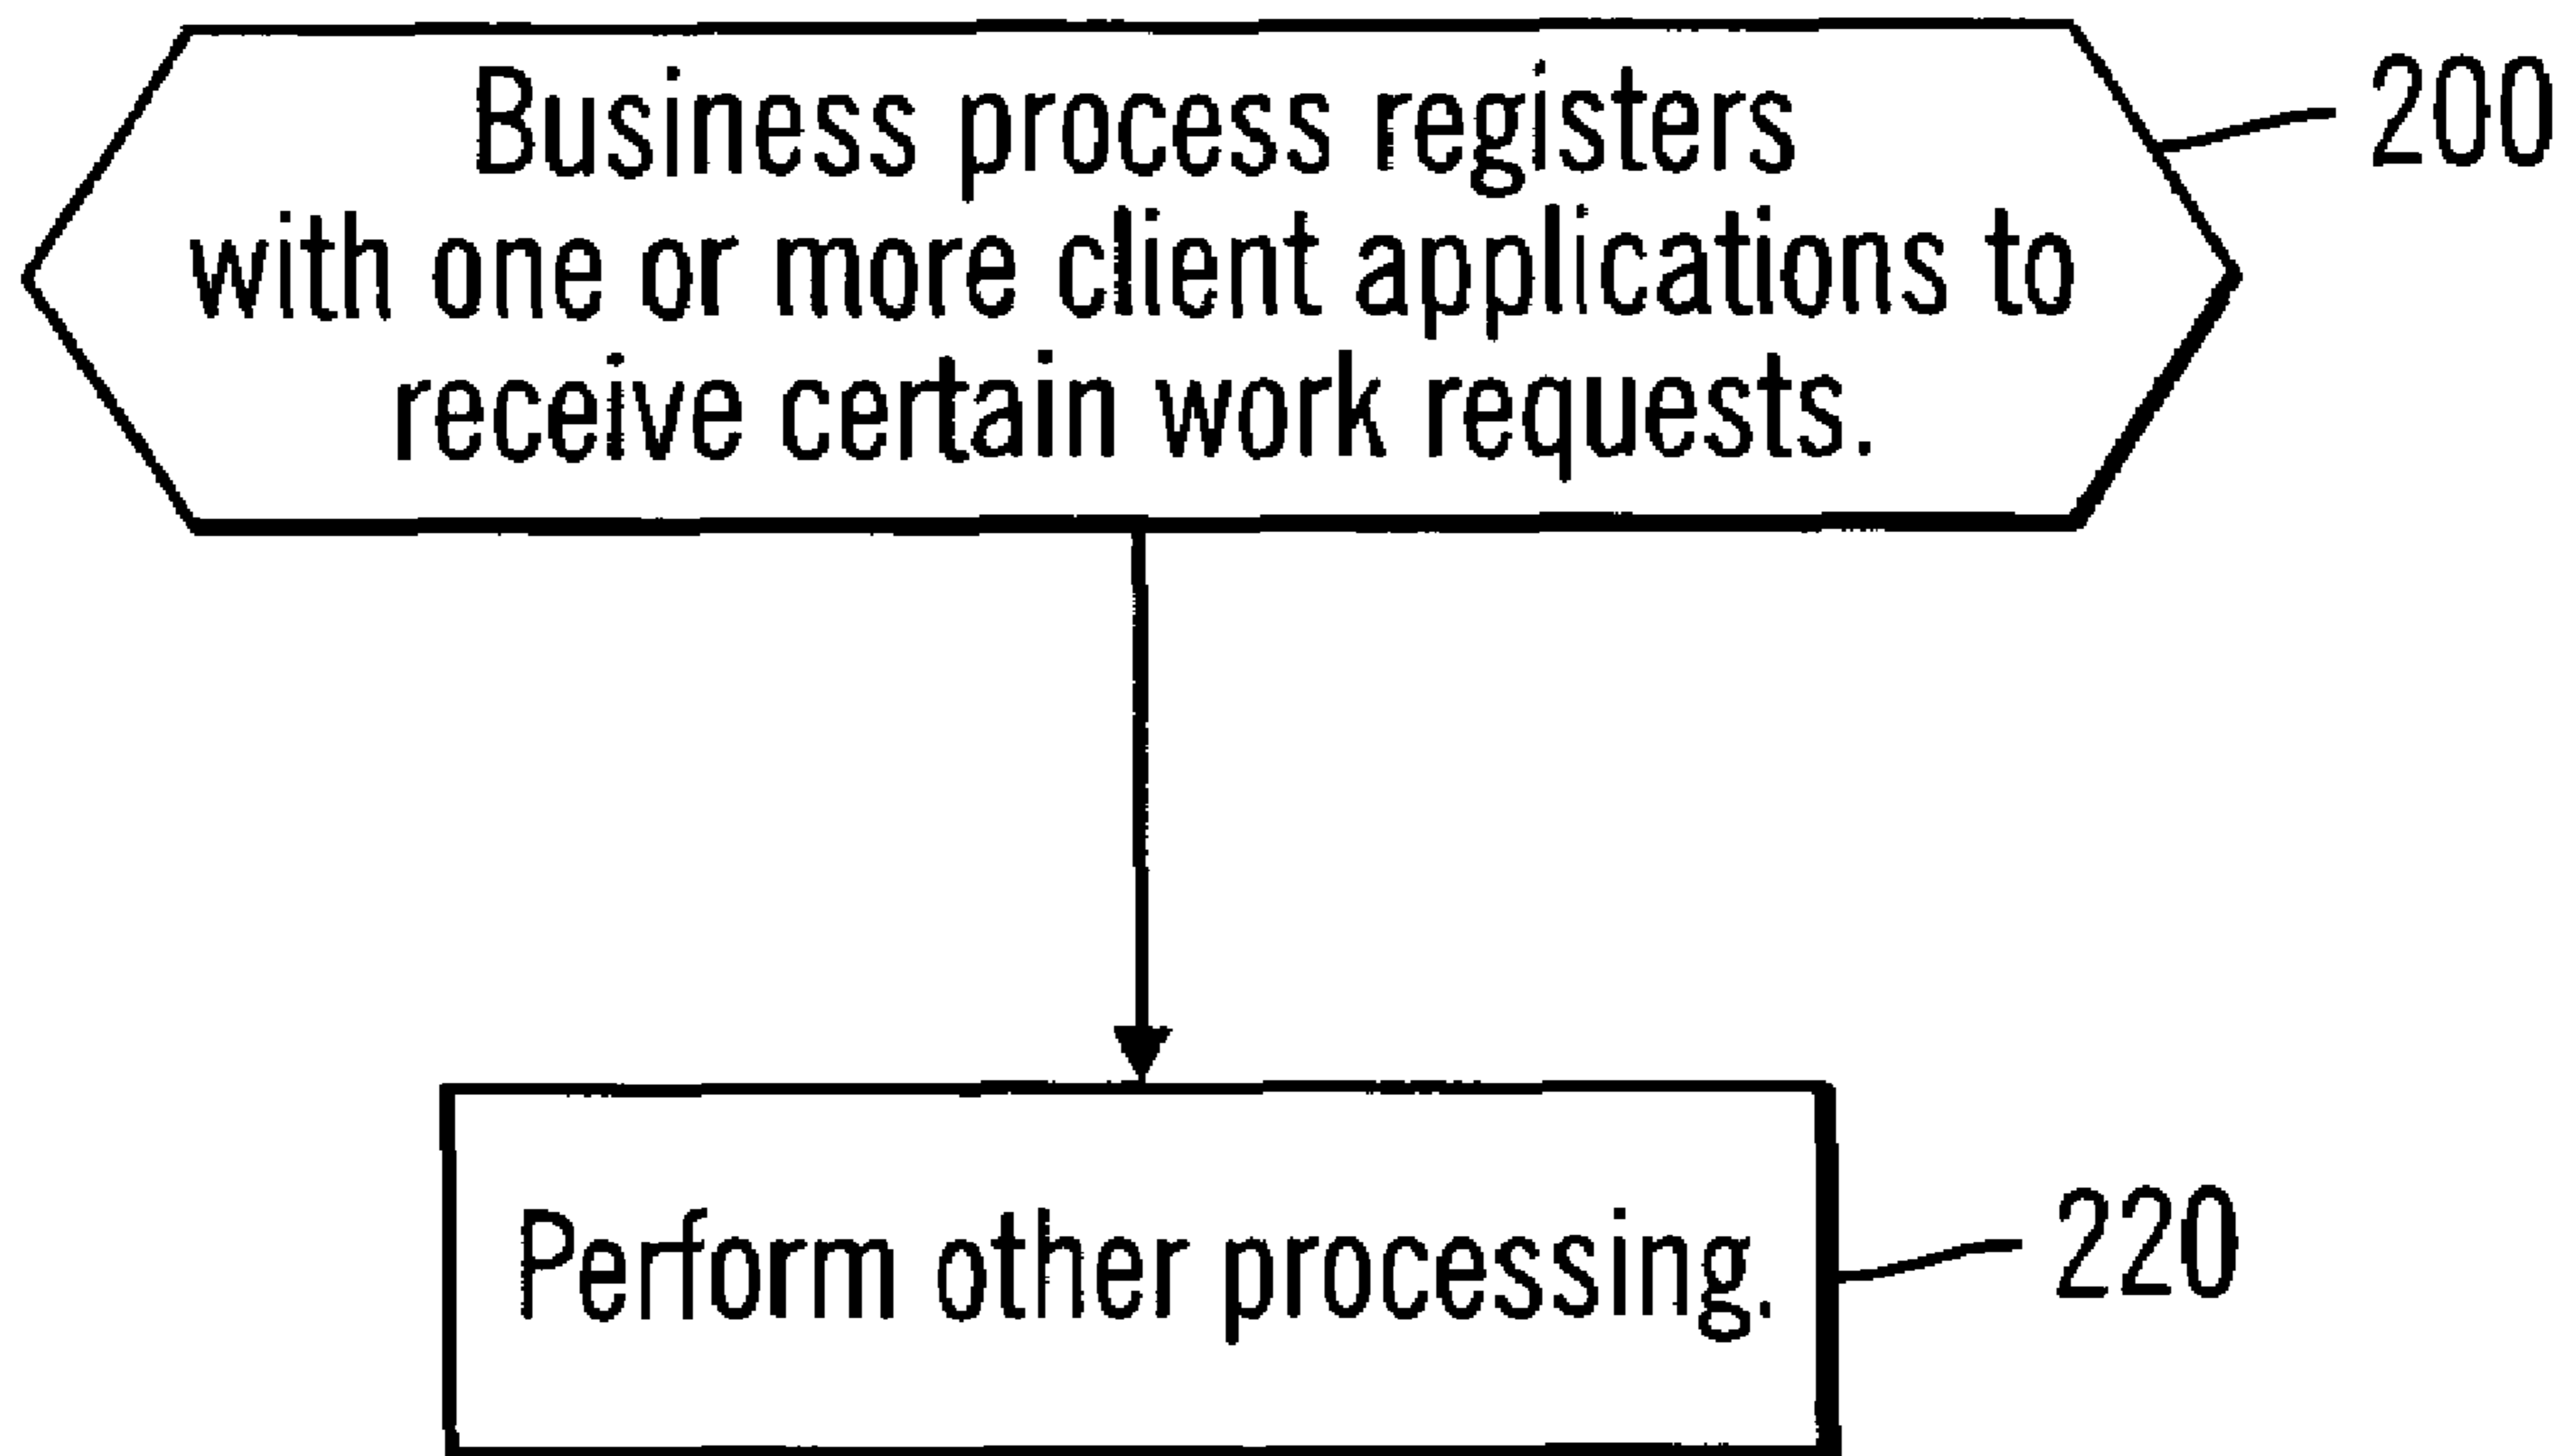 Business process registers
with one or more client applications to
receive certain work requests.
200
Perform other processing.
220